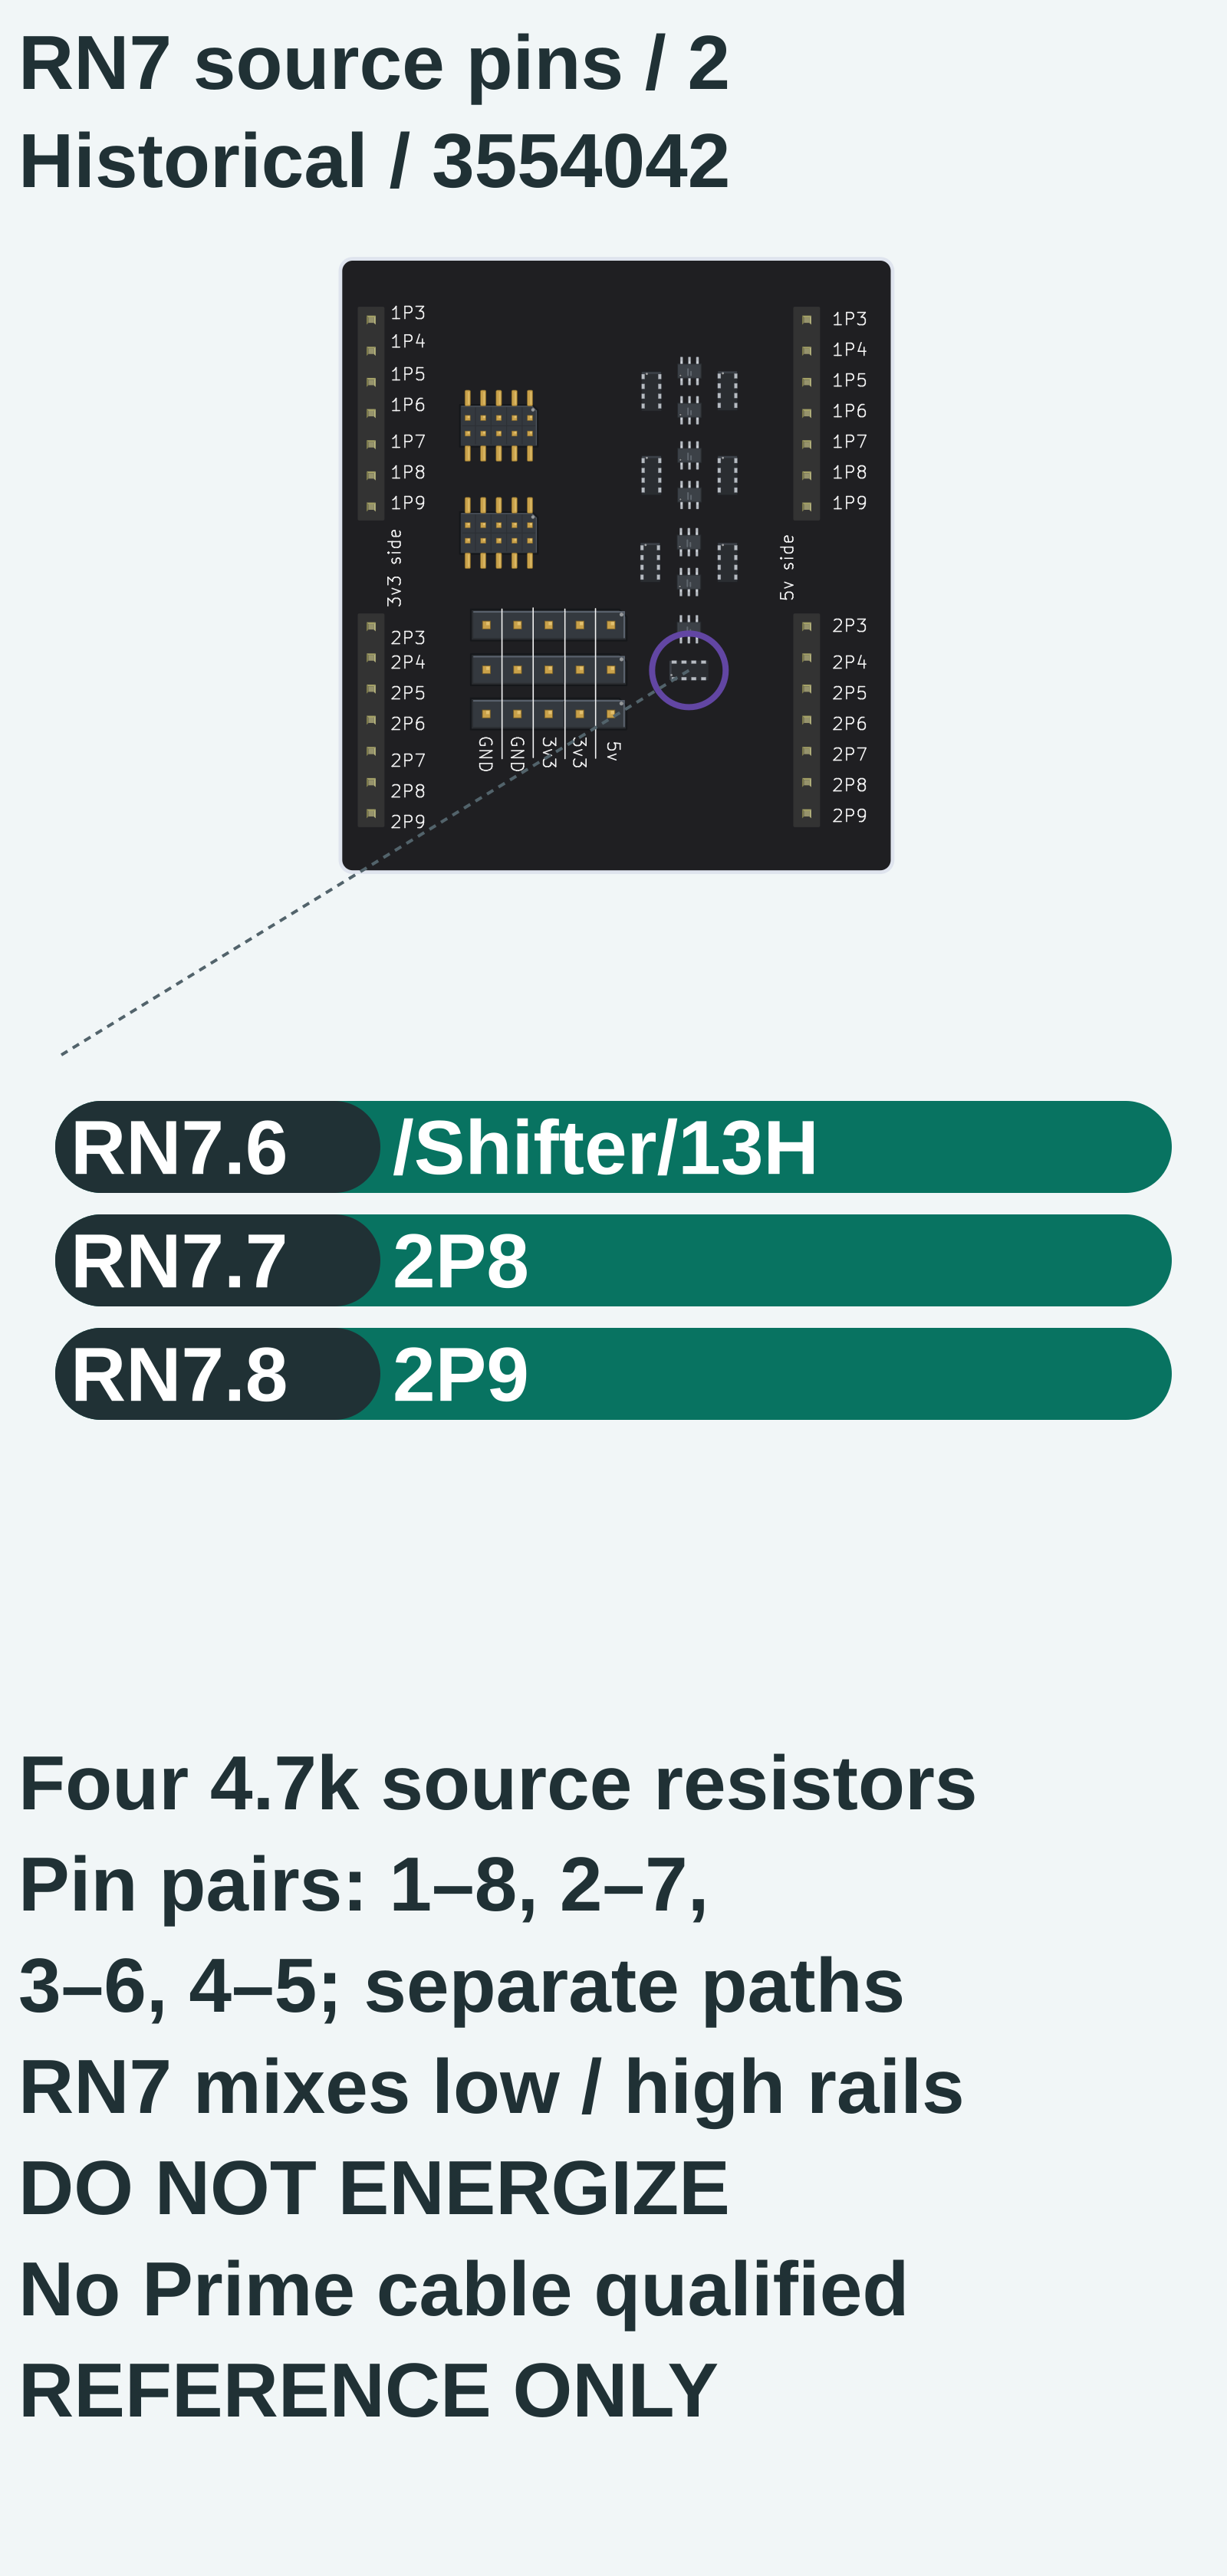 RN7 source pins / 2
Historical / 3554042
1P3
1P4
1P5
1P6
1P7
1P8
1P9
3v3 side
2P3
2P4
2P5
2P6
2P7
2P8
2P9
GND
GND
3v3
3v3
5v
1P3
1P4
1P5
1P6
1P7
1P8
1P9
5v side
2P3
2P4
2P5
2P6
2P7
2P8
2P9
RN7.6 /Shifter/13H
RN7.7 2P8
RN7.8 2P9
Four 4.7k source resistors
Pin pairs: 1–8, 2–7,
3–6, 4–5; separate paths
RN7 mixes low / high rails
DO NOT ENERGIZE
No Prime cable qualified
REFERENCE ONLY